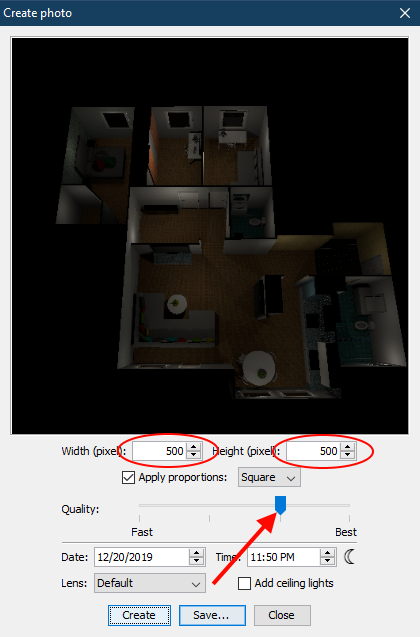 Create photo
Width (pixel): 500 Height (pixel): 500
Apply proportions: Square
Quality:
Fast Best
Date: 12/20/2019 Time: 11:50 PM
Lens: Default Add ceiling lights
Create Save... Close